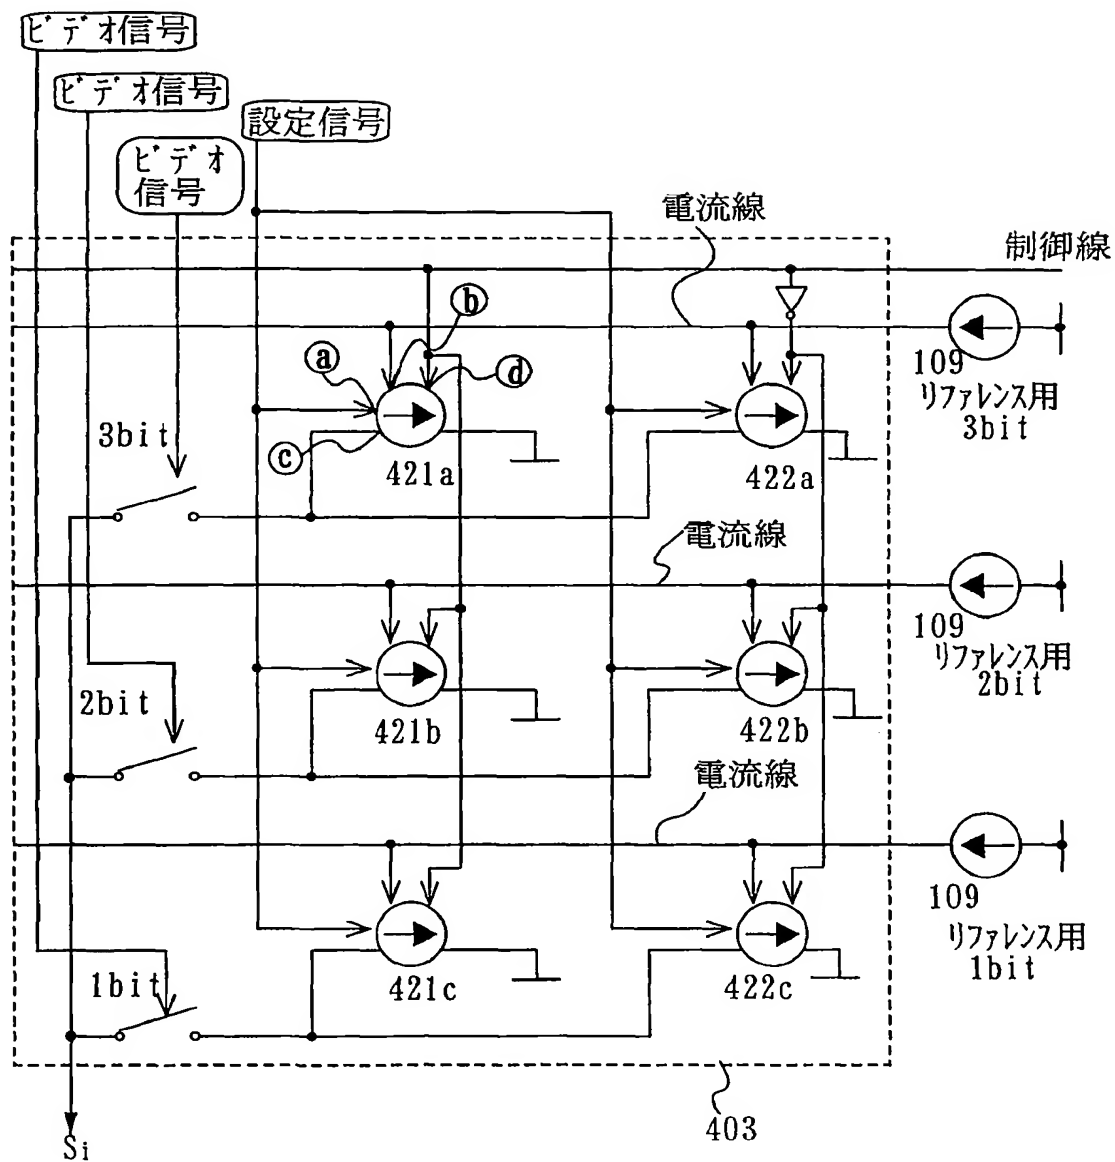 ビデオ信号
ビデオ信号
設定信号
ビデオ
信号
電流線
制御線
ⓑ
ⓐ
ⓓ
109
リファレンス用
3bit
3bit
ⓒ
421a
422a
電流線
109
リファレンス用
2bit
2bit
421b
422b
電流線
109
リファレンス用
1bit
1bit
421c
422c
403
Si